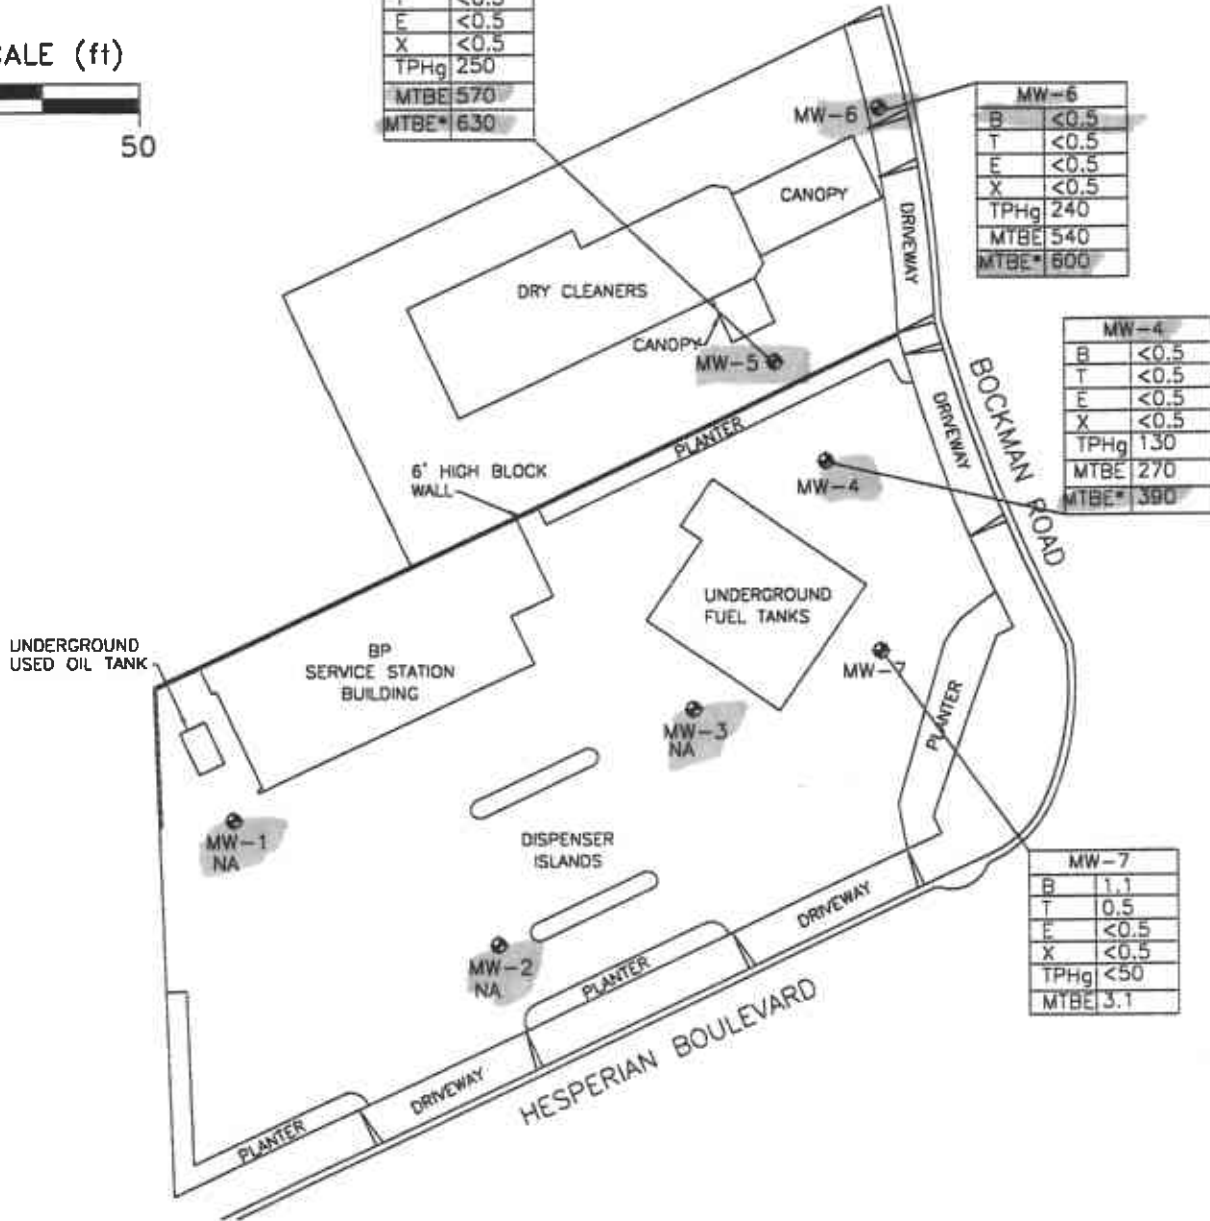 CALE (ft)
50
<0.5
E <0.5
X <0.5
TPHg 250
MTBE 570
MTBE* 630
MW-6
MW-6
B <0.5
T <0.5
E <0.5
X <0.5
TPHg 240
MTBE 540
MTBE* 600
CANOPY
DRIVEWAY
DRY CLEANERS
CANOPY
MW-5
MW-4
B <0.5
T <0.5
E <0.5
X <0.5
TPHg 130
MTBE 270
MTBE* 390
BOCKMAN ROAD
DRIVEWAY
PLANTER
6' HIGH BLOCK
WALL
MW-4
UNDERGROUND
FUEL TANKS
UNDERGROUND
USED OIL TANK
BP
SERVICE STATION
BUILDING
MW-7
PLANTER
MW-3
NA
MW-1
NA
DISPENSER
ISLANDS
MW-7
B 1.1
T 0.5
E <0.5
X <0.5
TPHg <50
MTBE 3.1
DRIVEWAY
MW-2
NA
PLANTER
HESPERIAN BOULEVARD
DRIVEWAY
PLANTER